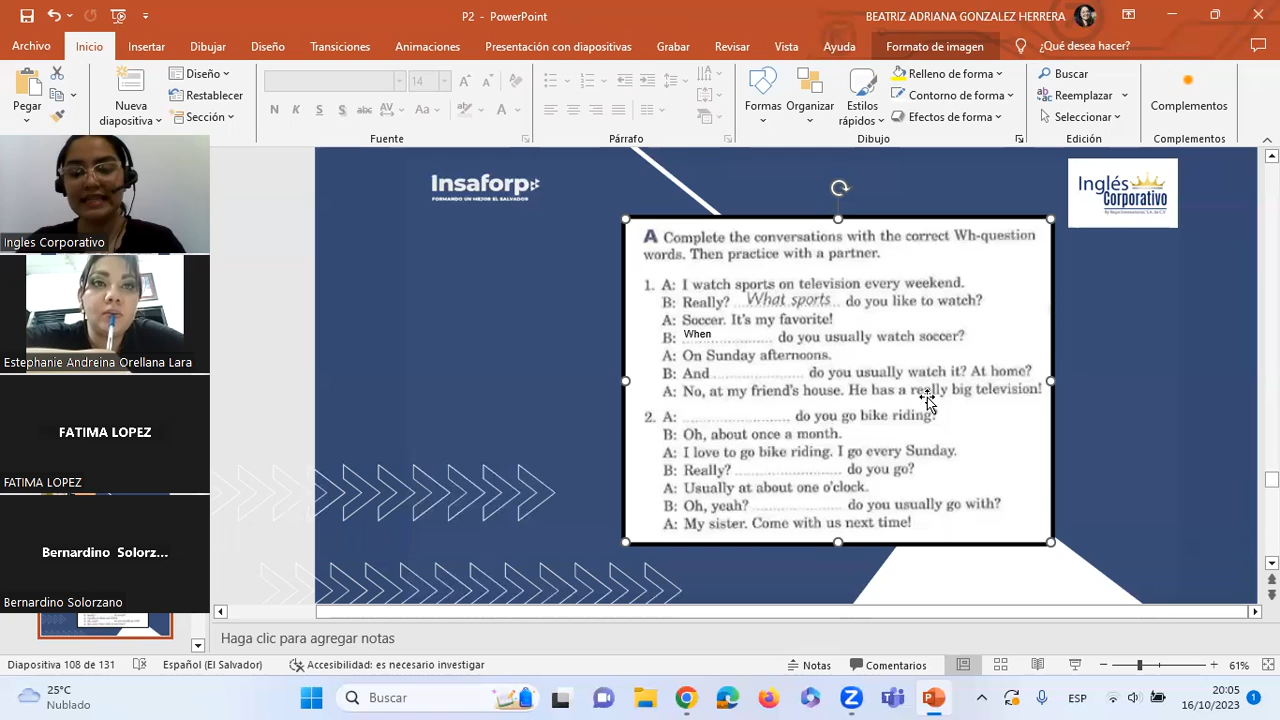 P2 - PowerPoint
BEATRIZ ADRIANA GONZALEZ HERRERA
Archivo Inicio Insertar Dibujar Diseño Transiciones Animaciones Presentación con diapositivas Grabar Revisar Vista Ayuda Formato de imagen ¿Qué desea hacer?
Pegar
Nueva diapositiva
Diseño
Restablecer
Sección
14
N K S S abc AV Aa A
Fuente
Párrafo
Formas
Organizar
Estilos rápidos
Relleno de forma
Contorno de forma
Efectos de forma
Dibujo
Buscar
Reemplazar
Seleccionar
Edición
Complementos
Complementos
Inglés Corporativo
Estephanie Andreina Orellana Lara
FATIMA LOPEZ
FATIMA LOPEZ
Bernardino Solorz...
Bernardino Solorzano
Insaforp
FORMANDO UN MEJOR EL SALVADOR
Inglés
Corporativo
A Complete the conversations with the correct Wh-question
words. Then practice with a partner.
1. A: I watch sports on television every weekend.
B: Really? What sports do you like to watch?
A: Soccer. It's my favorite!
B: When do you usually watch soccer?
A: On Sunday afternoons.
B: And ................ do you usually watch it? At home?
A: No, at my friend's house. He has a really big television!
2. A: ................ do you go bike riding?
B: Oh, about once a month.
A: I love to go bike riding. I go every Sunday.
B: Really? ................ do you go?
A: Usually at about one o'clock.
B: Oh, yeah? ................ do you usually go with?
A: My sister. Come with us next time!
Haga clic para agregar notas
Diapositiva 108 de 131 Español (El Salvador) Accesibilidad: es necesario investigar Notas Comentarios 61%
25°C
Nublado
Buscar
ESP
20:05
16/10/2023